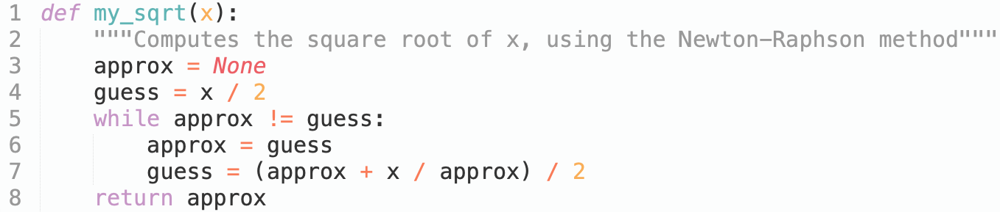 1 def my_sqrt(x):
2     """Computes the square root of x, using the Newton-Raphson method"""
3     approx = None
4     guess = x / 2
5     while approx != guess:
6         approx = guess
7         guess = (approx + x / approx) / 2
8     return approx